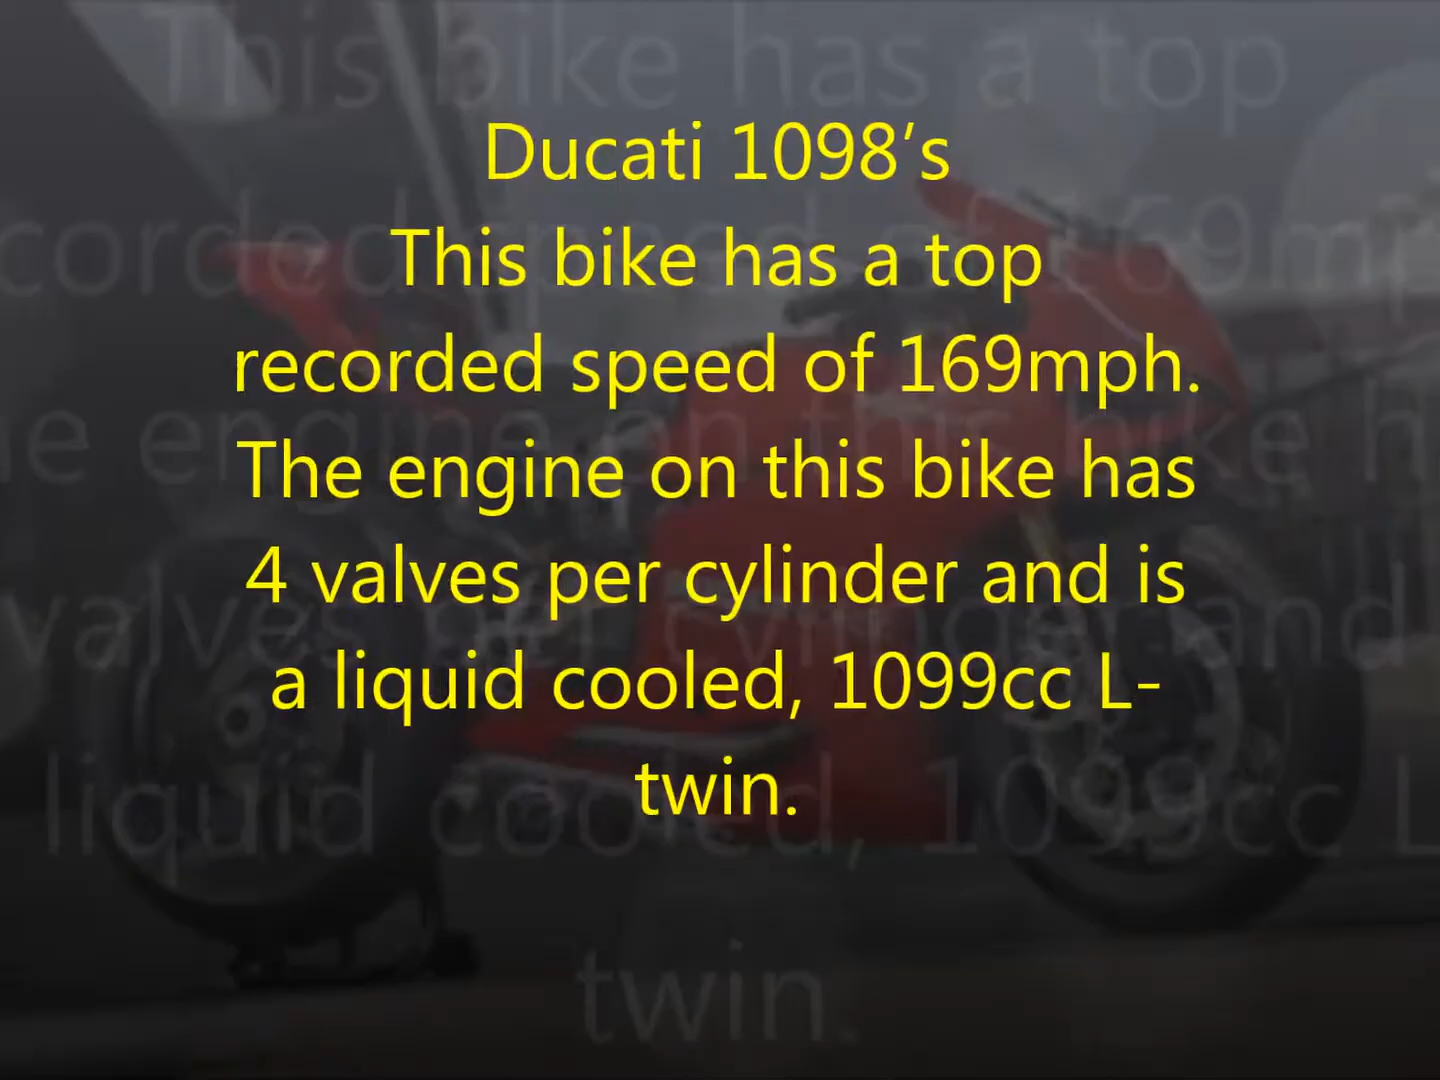 Ducati 1098’s
This bike has a top
recorded speed of 169mph.
The engine on this bike has
4 valves per cylinder and is
a liquid cooled, 1099cc L-
twin.